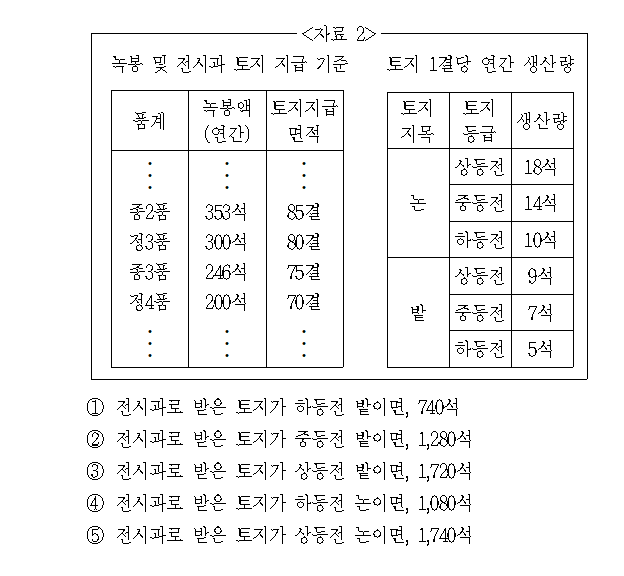 <자료 2>
녹봉 및 전시과 토지 지급 기준
품계 녹봉액(연간) 토지지급 면적
⋮ ⋮ ⋮
종2품 353석 85결
정3품 300석 80결
종3품 246석 75결
정4품 200석 70결
⋮ ⋮ ⋮
토지 1결당 연간 생산량
토지 지목 토지 등급 생산량
논 상등전 18석
중등전 14석
하등전 10석
밭 상등전 9석
중등전 7석
하등전 5석
① 전시과로 받은 토지가 하등전 밭이면, 740석
② 전시과로 받은 토지가 중등전 밭이면, 1,280석
③ 전시과로 받은 토지가 상등전 밭이면, 1,720석
④ 전시과로 받은 토지가 하등전 논이면, 1,080석
⑤ 전시과로 받은 토지가 상등전 논이면, 1,740석